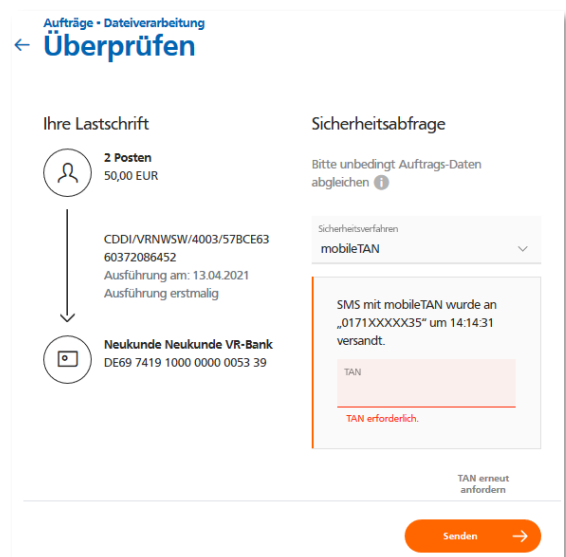 Aufträge • Dateiverarbeitung
Überprüfen
Ihre Lastschrift
2 Posten
50,00 EUR
CDDI/VRNWSW/4003/57BCE63
60372086452
Ausführung am: 13.04.2021
Ausführung erstmalig
Neukunde Neukunde VR-Bank
DE69 7419 1000 0000 0053 39
Sicherheitsabfrage
Bitte unbedingt Auftrags-Daten
abgleichen i
Sicherheitsverfahren
mobileTAN
SMS mit mobileTAN wurde an
„0171XXXXX35“ um 14:14:31
versandt.
TAN
TAN erforderlich.
TAN erneut
anfordern
Senden